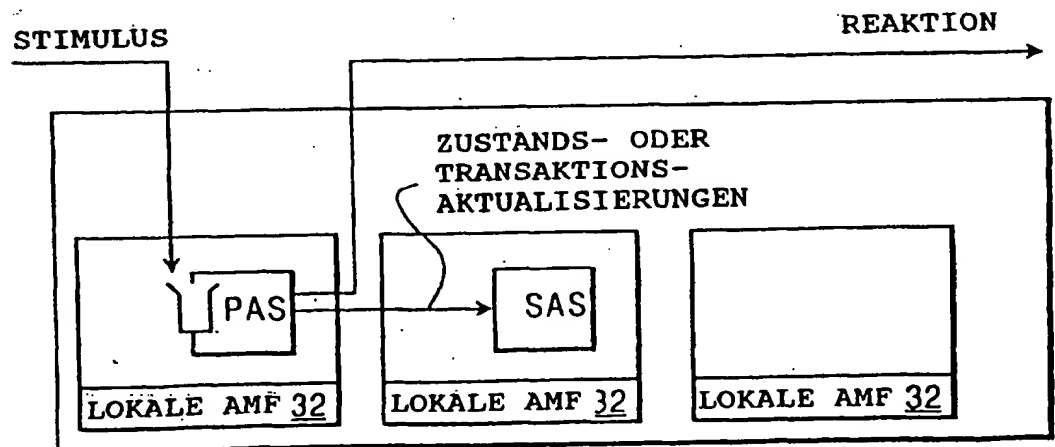 STIMULUS
REAKTION
ZUSTANDS- ODER
TRANSAKTIONS-
AKTUALISIERUNGEN
PAS
SAS
LOKALE AMF 32
LOKALE AMF 32
LOKALE AMF 32